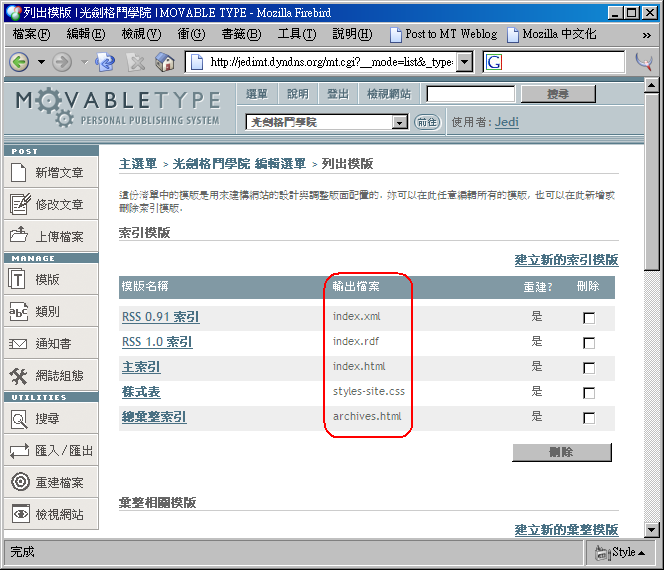 列出模版 | 光劍格鬥學院 | MOVABLE TYPE - Mozilla Firebird
檔案(F) 編輯(E) 檢視(V) 衝(G) 書籤(B) 工具(T) 說明(H) Post to MT Weblog Mozilla 中文化 »
http://jedimt.dyndns.org/mt.cgi?__mode=list&_type= G
MOVABLETYPE 選單 說明 登出 檢視網站 搜尋
PERSONAL PUBLISHING SYSTEM 光劍格鬥學院 前往 使用者: Jedi
POST
新增文章
修改文章
上傳檔案
MANAGE
模版
類別
通知書
網誌組態
UTILITIES
搜尋
匯入/匯出
重建檔案
檢視網站
主選單 > 光劍格鬥學院 編輯選單 > 列出模版
這份清單中的模版是用來建構網站的設計與調整版面配置的. 妳可以在此任意編輯所有的模版, 也可以在此新增或
刪除索引模版.
索引模版
建立新的索引模版
模版名稱 輸出檔案 重建? 刪除
RSS 0.91 索引 index.xml 是
RSS 1.0 索引 index.rdf 是
主索引 index.html 是
樣式表 styles-site.css 是
總彙整索引 archives.html 是
刪除
彙整相關模版
建立新的彙整模版
完成 Style